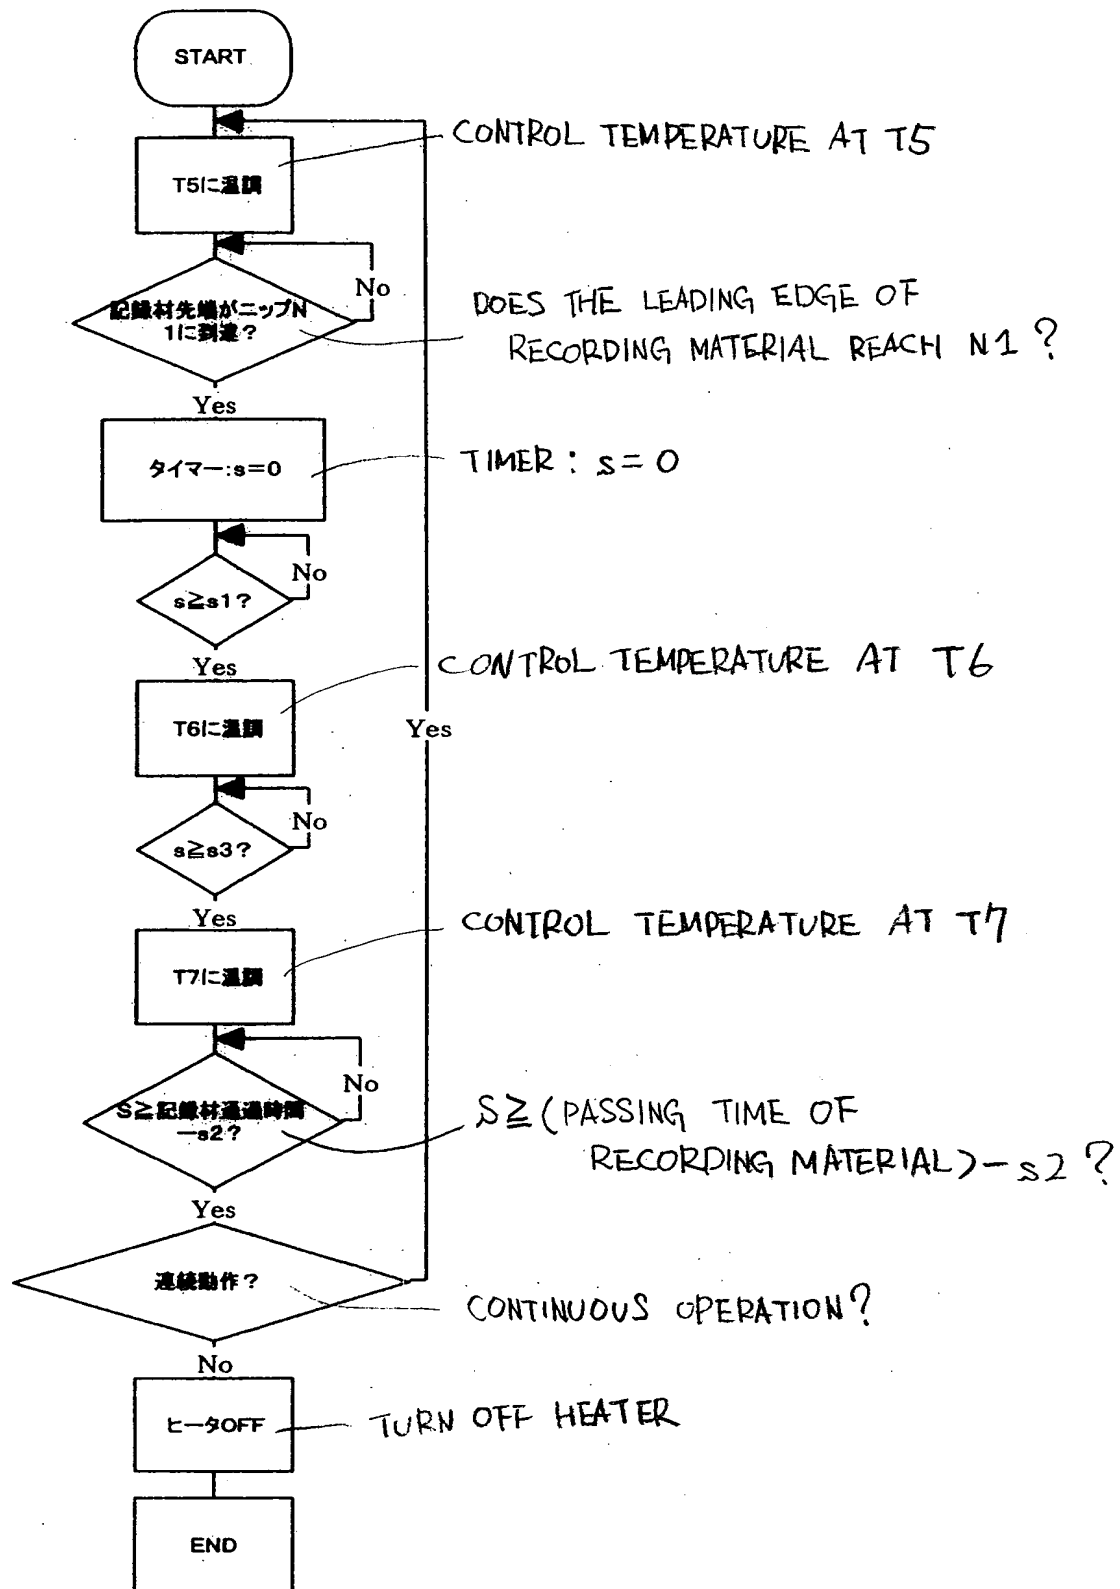 START
CONTROL TEMPERATURE AT T5
T5に温調
No
記録材先端がニップN
1に到達？
DOES THE LEADING EDGE OF
RECORDING MATERIAL REACH N1?
Yes
タイマー:s=0
TIMER: s=0
No
s≧s1?
Yes
CONTROL TEMPERATURE AT T6
T6に温調
Yes
No
s≧s3?
Yes
CONTROL TEMPERATURE AT T7
T7に温調
No
S≧記録材通過時間
ーs2?
S≧(PASSING TIME OF
RECORDING MATERIAL)-s2?
Yes
連続動作？
CONTINUOUS OPERATION?
No
ヒータOFF
TURN OFF HEATER
END